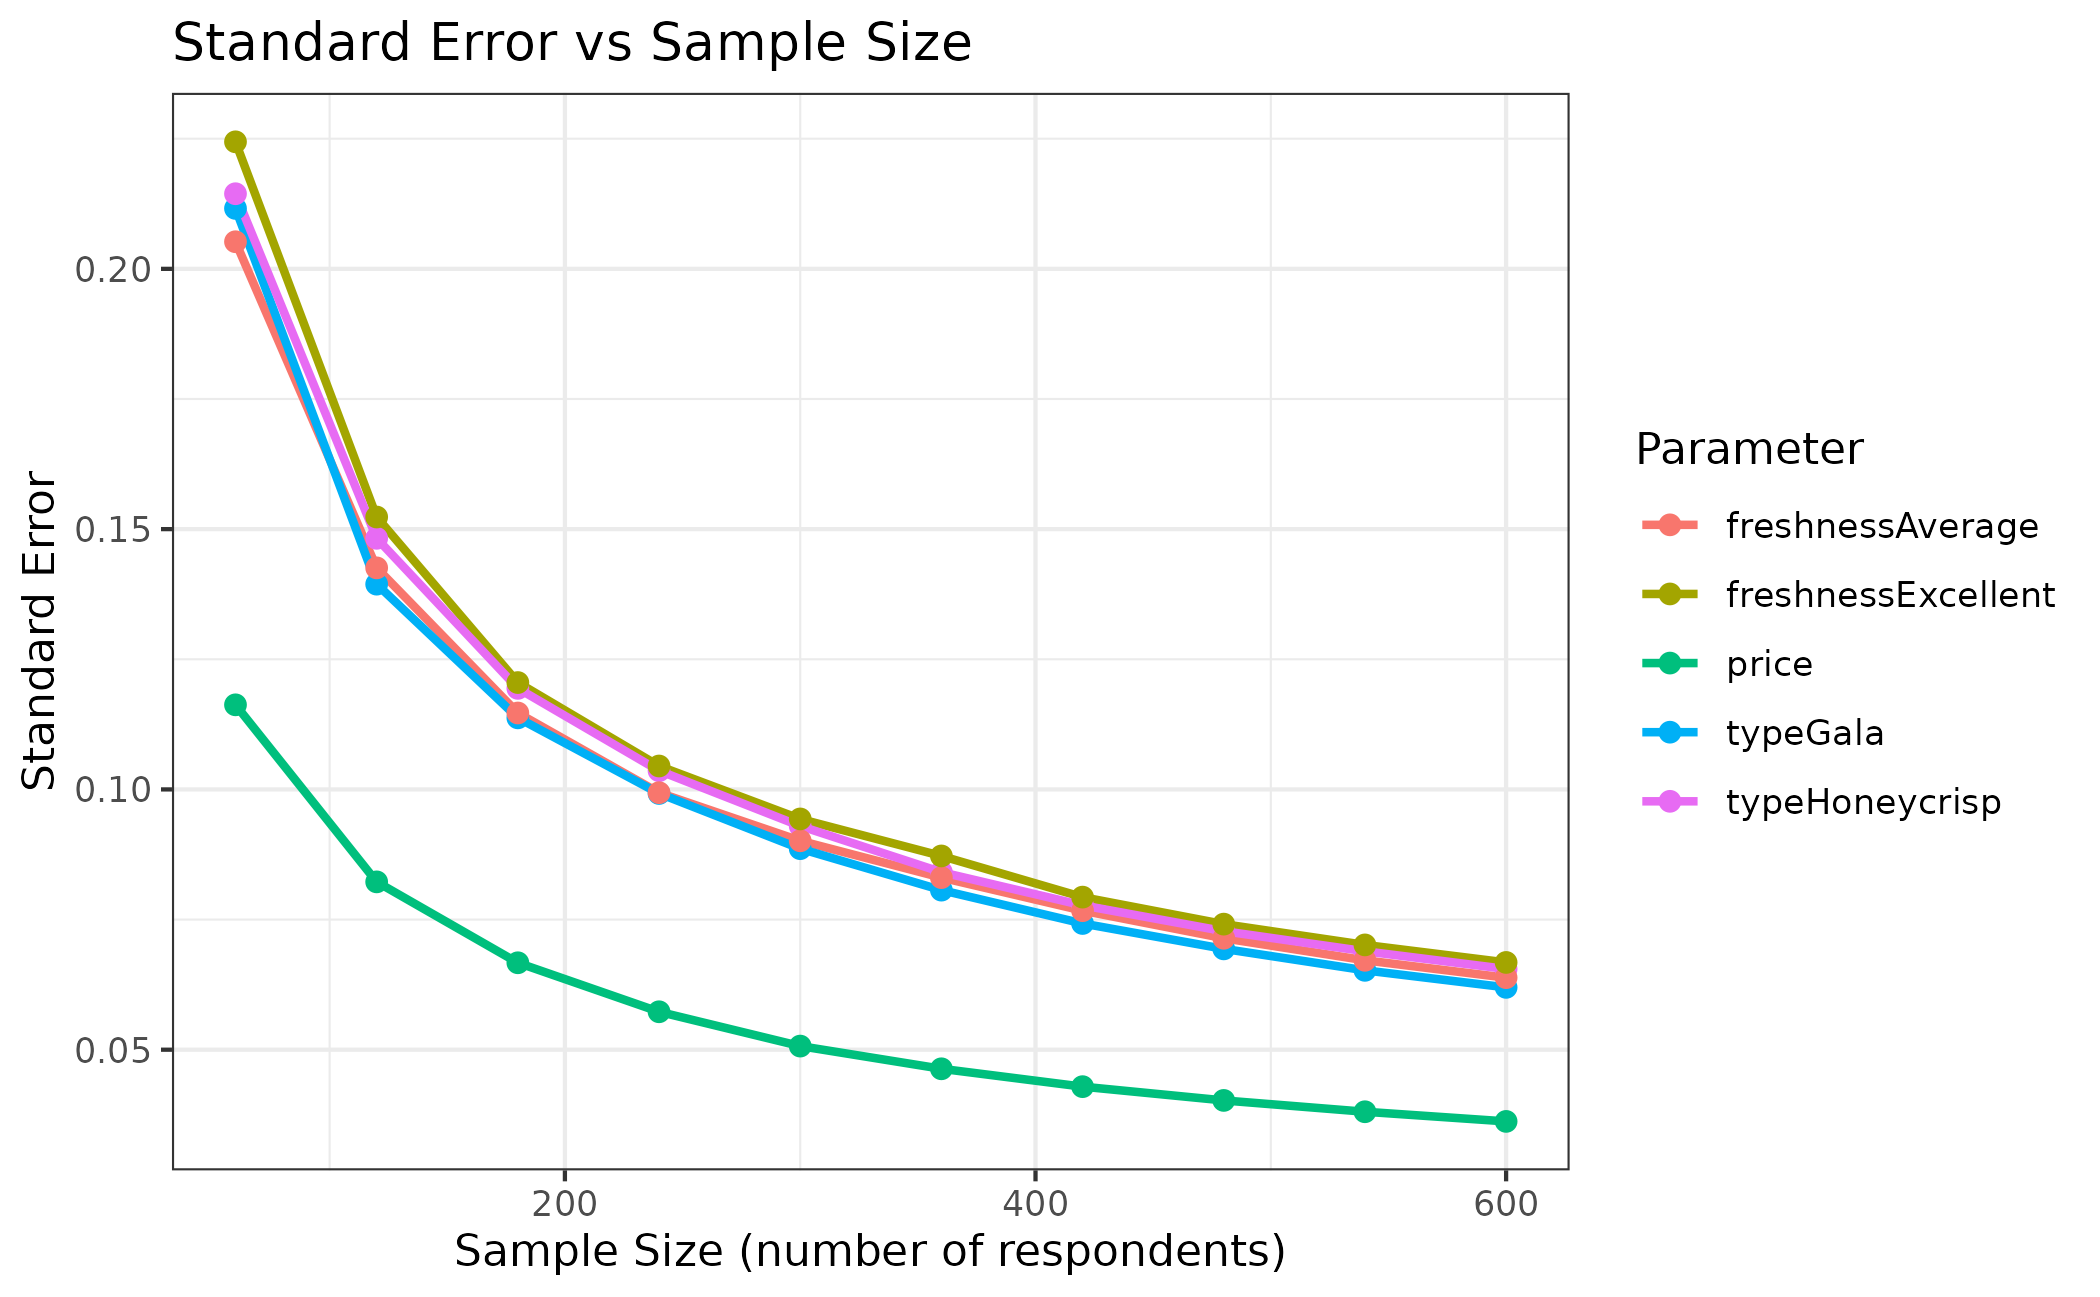 Standard Error vs Sample Size
Standard Error
0.20
0.15
0.10
0.05
200 400 600
Sample Size (number of respondents)
Parameter
freshnessAverage
freshnessExcellent
price
typeGala
typeHoneycrisp